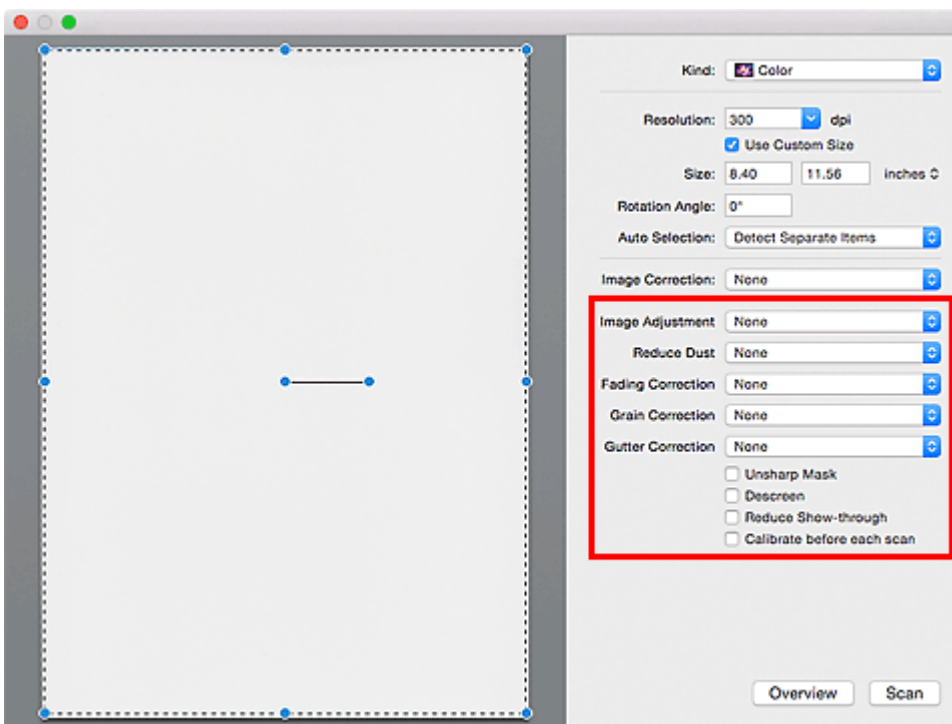 Kind: Color
Resolution: 300 dpi
Use Custom Size
Size: 8.40 11.56 inches
Rotation Angle: 0°
Auto Selection: Detect Separate Items
Image Correction: None
Image Adjustment None
Reduce Dust None
Fading Correction None
Grain Correction None
Gutter Correction None
Unsharp Mask
Descreen
Reduce Show-through
Calibrate before each scan
Overview Scan